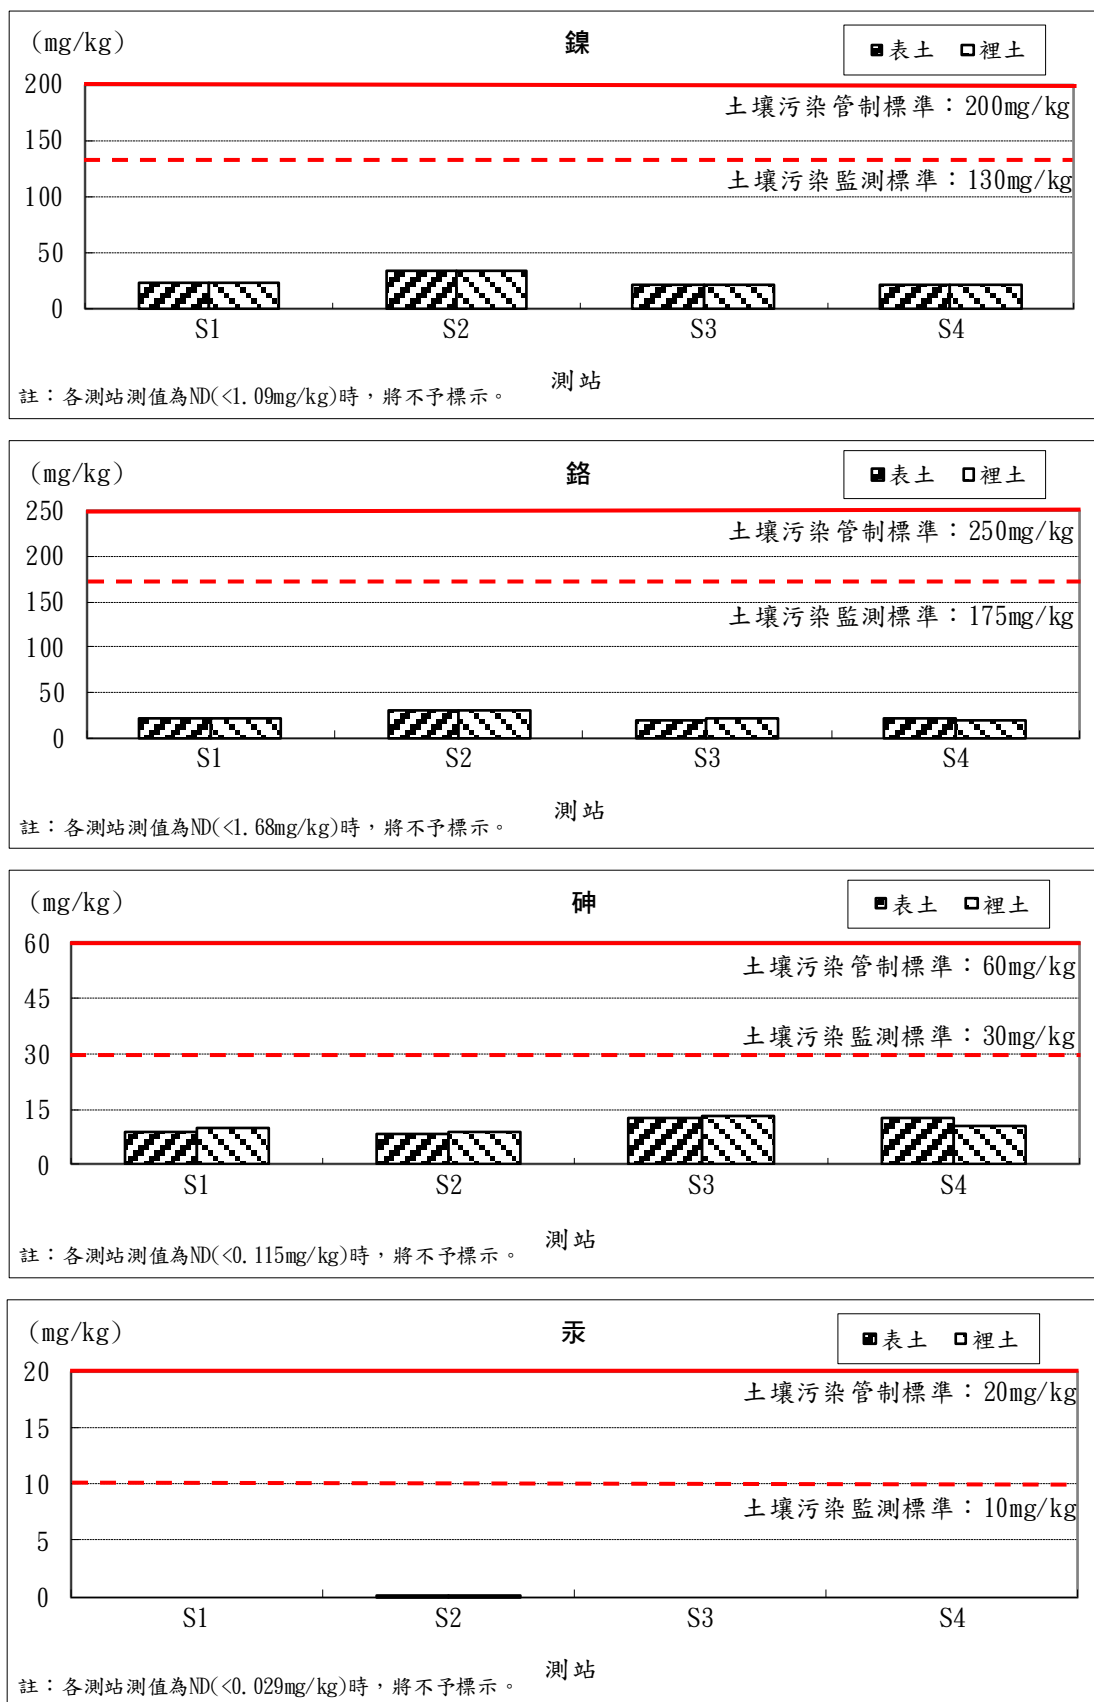 (mg/kg)
鎳
表土 裡土
200
土壤污染管制標準：200mg/kg
150
土壤污染監測標準：130mg/kg
100
50
0
S1 S2 S3 S4
測站
註：各測站測值為ND(<1.09mg/kg)時，將不予標示。
(mg/kg)
鉻
表土 裡土
250
土壤污染管制標準：250mg/kg
200
150
土壤污染監測標準：175mg/kg
100
50
0
S1 S2 S3 S4
測站
註：各測站測值為ND(<1.68mg/kg)時，將不予標示。
(mg/kg)
砷
表土 裡土
60
土壤污染管制標準：60mg/kg
45
土壤污染監測標準：30mg/kg
30
15
0
S1 S2 S3 S4
測站
註：各測站測值為ND(<0.115mg/kg)時，將不予標示。
(mg/kg)
汞
表土 裡土
20
土壤污染管制標準：20mg/kg
15
10
土壤污染監測標準：10mg/kg
5
0
S1 S2 S3 S4
測站
註：各測站測值為ND(<0.029mg/kg)時，將不予標示。